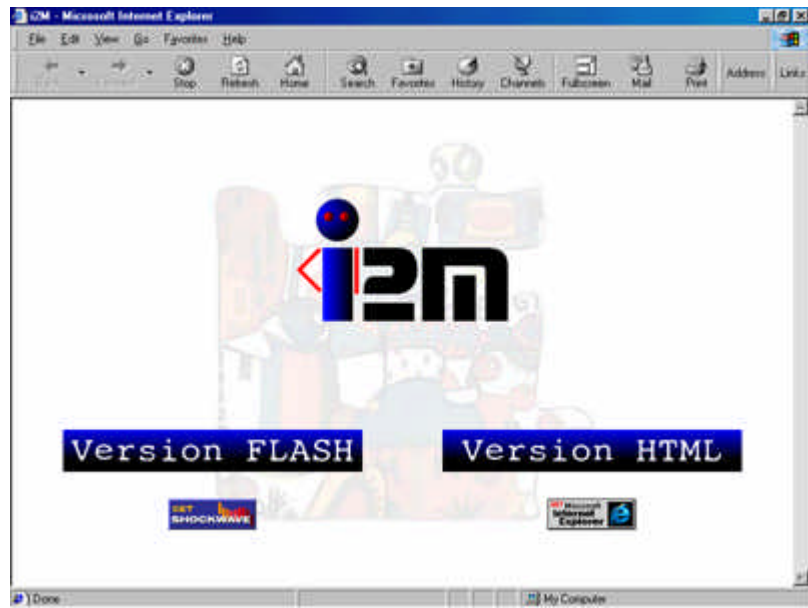 i2M - Microsoft Internet Explorer
File Edit View Go Favorites Help
Stop Refresh Home Search Favorites History Channels Fullscreen Mail Print Address Links
i2m
Version FLASH Version HTML
GET SHOCKWAVE
GET Microsoft Internet Explorer
Done My Computer